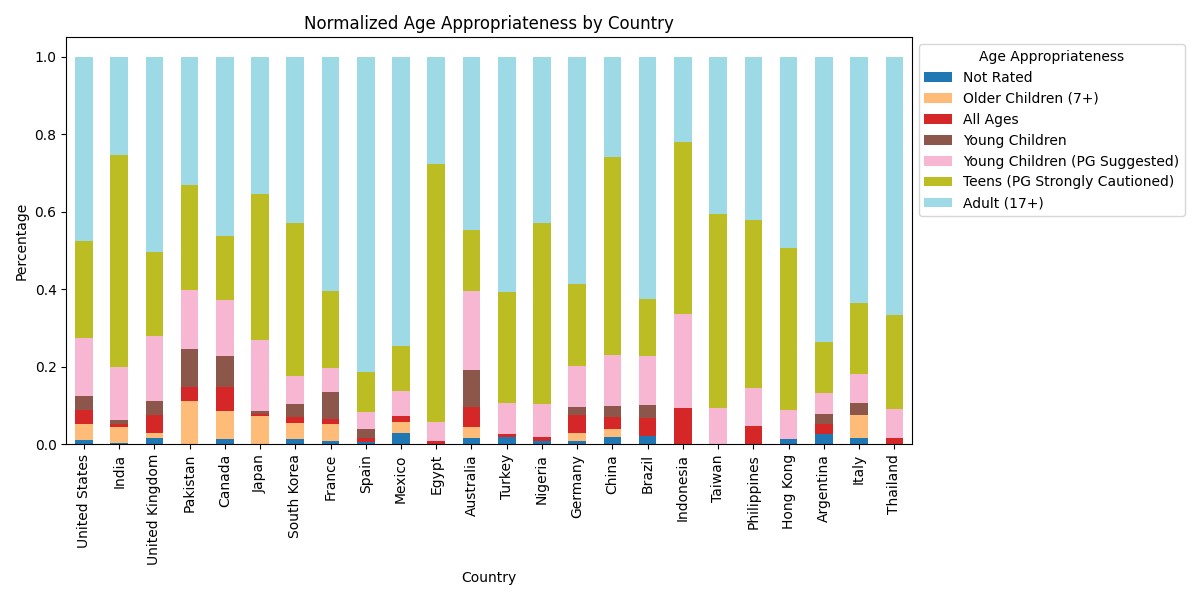 Normalized Age Appropriateness by Country
Percentage
1.0
0.8
0.6
0.4
0.2
0.0
United States
India
United Kingdom
Pakistan
Canada
Japan
South Korea
France
Spain
Mexico
Egypt
Australia
Turkey
Nigeria
Germany
China
Brazil
Indonesia
Taiwan
Philippines
Hong Kong
Argentina
Italy
Thailand
Country
Age Appropriateness
Not Rated
Older Children (7+)
All Ages
Young Children
Young Children (PG Suggested)
Teens (PG Strongly Cautioned)
Adult (17+)